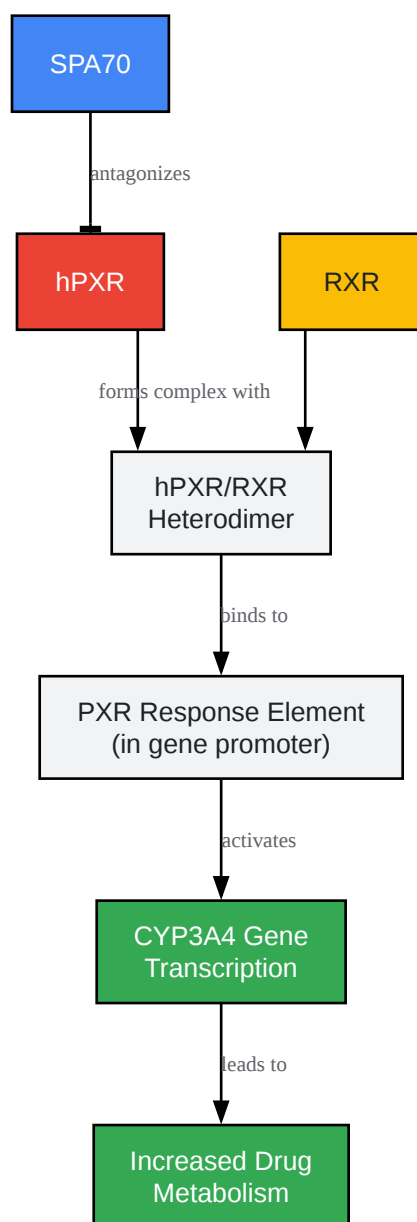 SPA70
antagonizes
hPXR
RXR
forms complex with
hPXR/RXR
Heterodimer
binds to
PXR Response Element
(in gene promoter)
activates
CYP3A4 Gene
Transcription
leads to
Increased Drug
Metabolism